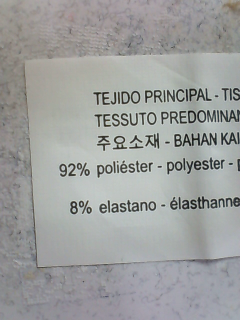 TEJIDO PRINCIPAL - TIS
TESSUTO PREDOMINAN
주요소재 - BAHAN KAI
92% poliéster - polyester - p
8% elastano - élasthanne